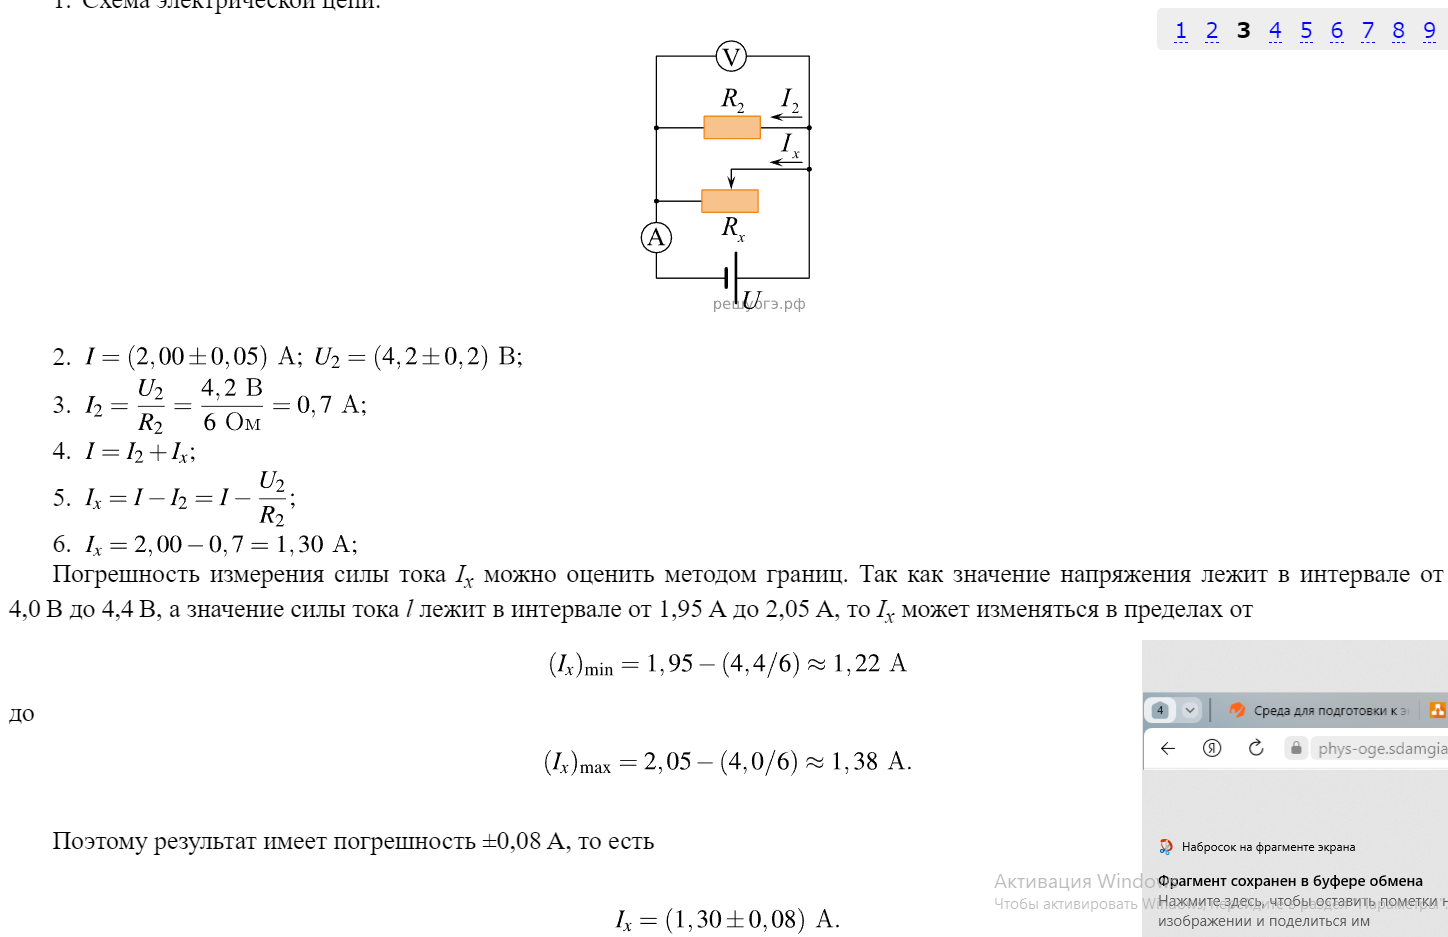 1. Схема электрической цепи:
1 2 3 4 5 6 7 8 9
V
R₂ I₂
Iₓ
Rₓ
A
U
решуогэ.рф
2. I = (2,00 ± 0,05) А; U₂ = (4,2 ± 0,2) В;
3. I₂ = U₂/R₂ = 4,2 В/6 Ом = 0,7 А;
4. I = I₂ + Iₓ;
5. Iₓ = I − I₂ = I − U₂/R₂;
6. Iₓ = 2,00 − 0,7 = 1,30 А;
Погрешность измерения силы тока Iₓ можно оценить методом границ. Так как значение напряжения лежит в интервале от
4,0 В до 4,4 В, а значение силы тока l лежит в интервале от 1,95 А до 2,05 А, то Iₓ может изменяться в пределах от
(Iₓ)min = 1,95 − (4,4/6) ≈ 1,22 А
до
(Iₓ)max = 2,05 − (4,0/6) ≈ 1,38 А.
Поэтому результат имеет погрешность ±0,08 А, то есть
Iₓ = (1,30 ± 0,08) А.
4 Среда для подготовки к э
Я phys-oge.sdamgia
Набросок на фрагменте экрана
Фрагмент сохранен в буфере обмена
Нажмите здесь, чтобы оставить пометки н
изображении и поделиться им
Активация Windows
Чтобы активировать Windows, перейдите в раздел "Параметры".